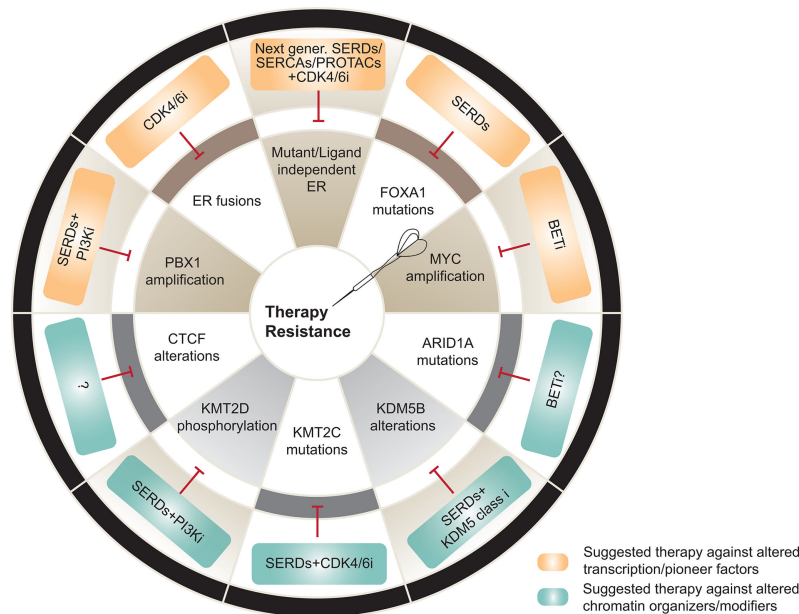 Next gener. SERDs/
SERCAs/PROTACs
+CDK4/6i
CDK4/6i
SERDs
Mutant/Ligand
independent
ER
ER fusions
FOXA1
mutations
SERDs+
PI3Ki
BETi
PBX1
amplification
MYC
amplification
Therapy
Resistance
CTCF
alterations
ARID1A
mutations
?
BETi?
KMT2D
phosphorylation
KDM5B
alterations
KMT2C
mutations
SERDs+PI3Ki
SERDs+
KDM5 class i
SERDs+CDK4/6i
Suggested therapy against altered
transcription/pioneer factors
Suggested therapy against altered
chromatin organizers/modifiers